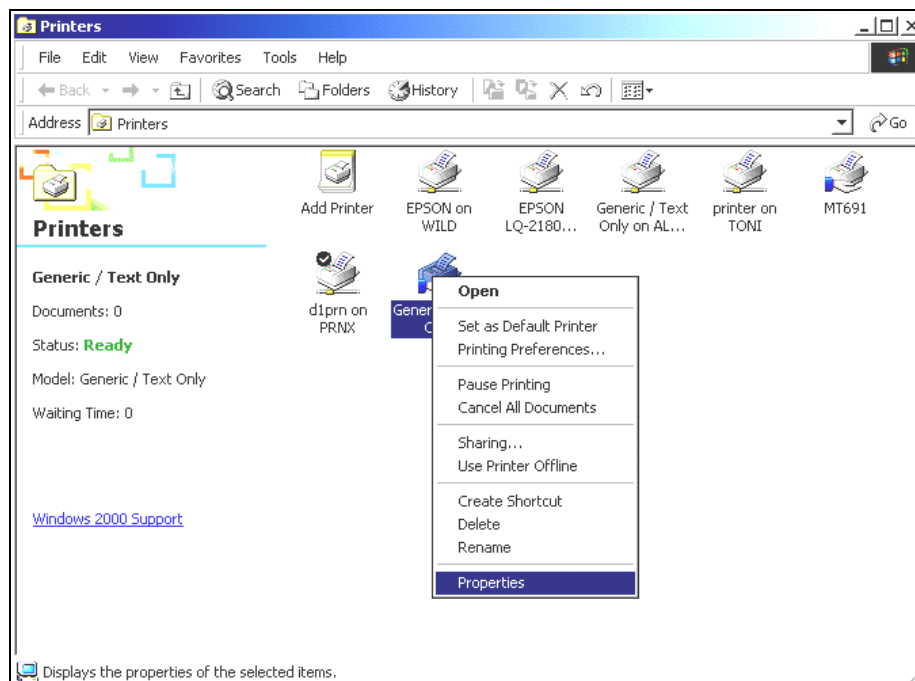 Printers
File Edit View Favorites Tools Help
Back Search Folders History
Address Printers Go
Printers
Generic / Text Only
Documents: 0
Status: Ready
Model: Generic / Text Only
Waiting Time: 0
Windows 2000 Support
Add Printer
EPSON on
WILD
EPSON
LQ-2180...
Generic / Text
Only on AL...
printer on
TONI
MT691
d1prn on
PRNX
Open
Set as Default Printer
Printing Preferences...
Pause Printing
Cancel All Documents
Sharing...
Use Printer Offline
Create Shortcut
Delete
Rename
Properties
Displays the properties of the selected items.